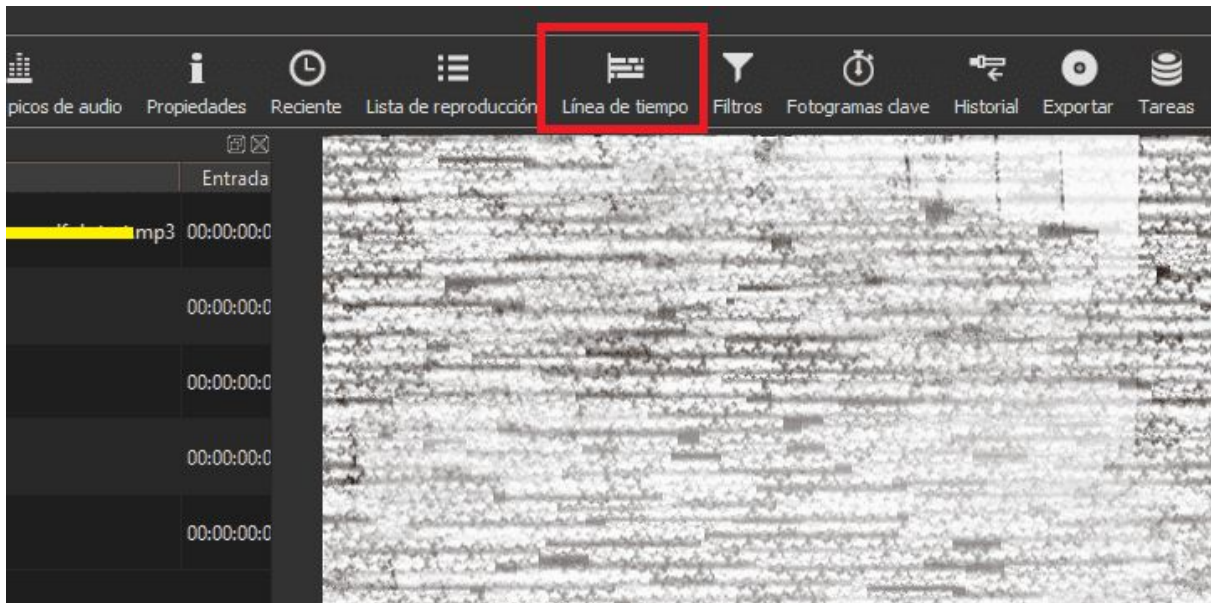 picos de audio Propiedades Reciente Lista de reproducción Línea de tiempo Filtros Fotogramas clave Historial Exportar Tareas
Entrada
mp3 00:00:00:0
00:00:00:0
00:00:00:0
00:00:00:0
00:00:00:0